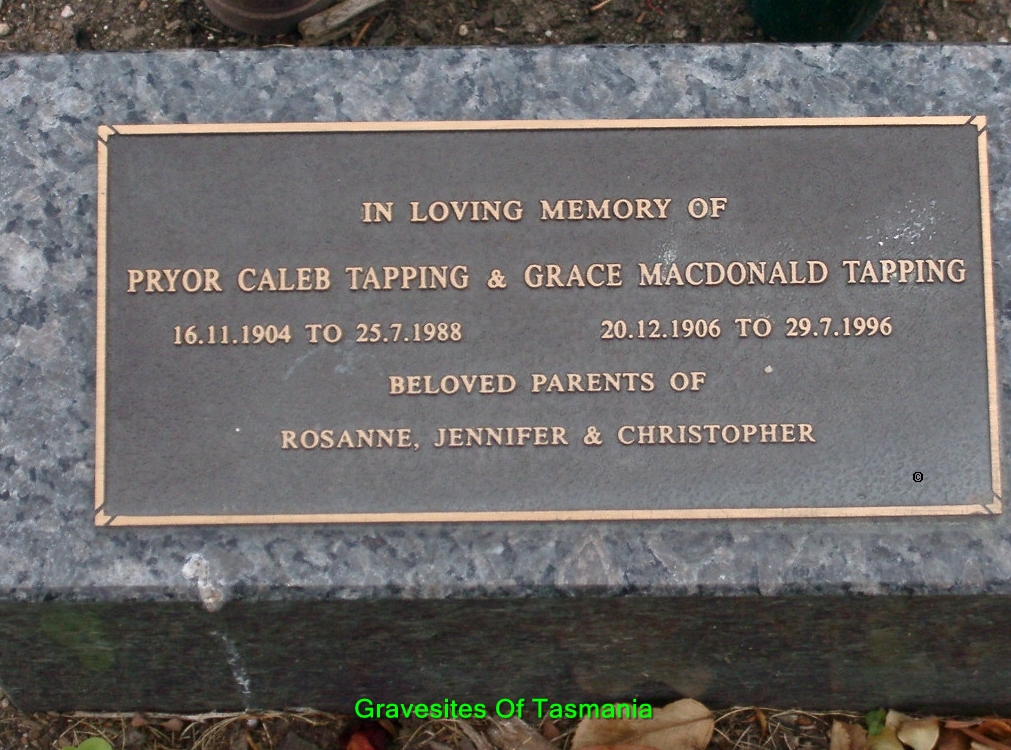 IN LOVING MEMORY OF
PRYOR CALEB TAPPING & GRACE MACDONALD TAPPING
16.11.1904 TO 25.7.1988 20.12.1906 TO 29.7.1996
BELOVED PARENTS OF
ROSANNE, JENNIFER & CHRISTOPHER
©
Gravesites Of Tasmania